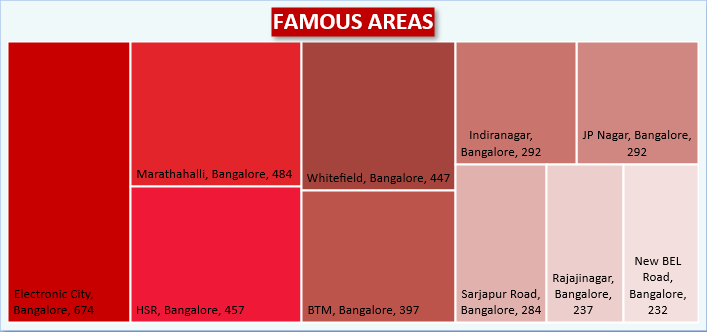 FAMOUS AREAS
Electronic City,
Bangalore, 674
Marathahalli, Bangalore, 484
HSR, Bangalore, 457
Whitefield, Bangalore, 447
BTM, Bangalore, 397
Indiranagar,
Bangalore, 292
JP Nagar, Bangalore,
292
Sarjapur Road,
Bangalore, 284
Rajajinagar,
Bangalore,
237
New BEL
Road,
Bangalore,
232